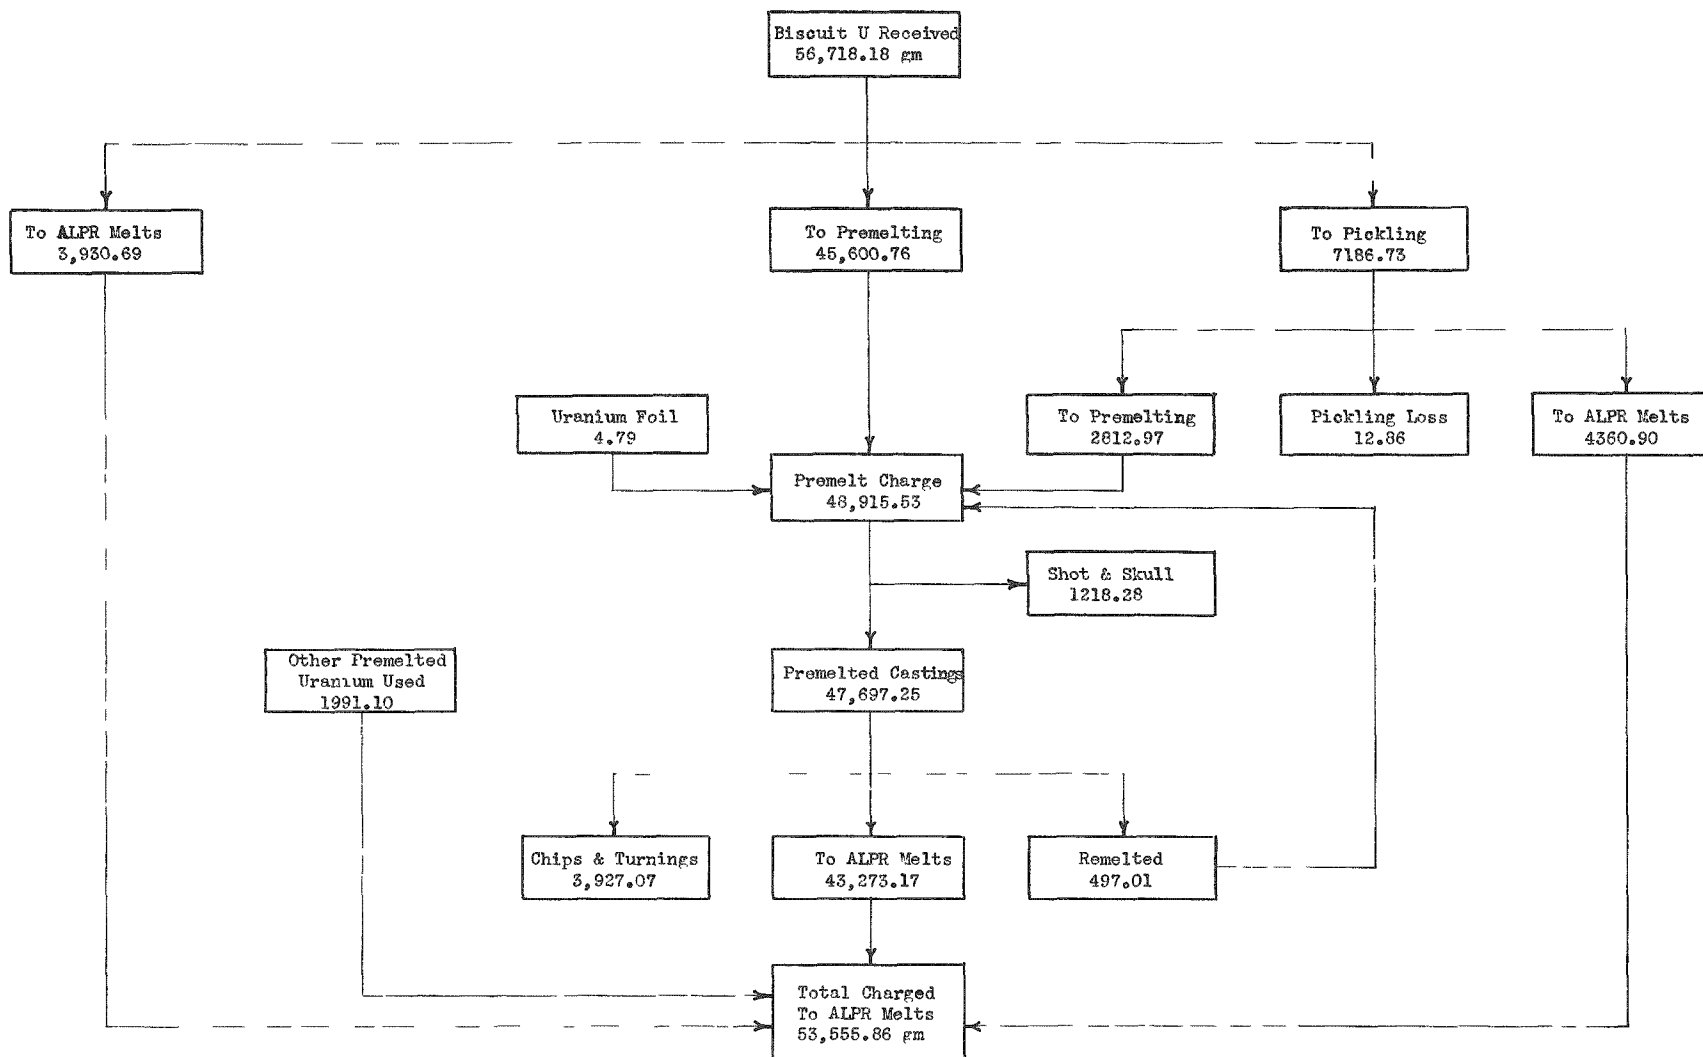 Biscuit U Received
56,718.18 gm
To ALPR Melts
3,930.69
To Premelting
45,600.76
To Pickling
7186.73
Uranium Foil
4.79
To Premelting
2812.97
Pickling Loss
12.86
To ALPR Melts
4360.90
Premelt Charge
48,915.53
Shot & Skull
1218.28
Other Premelted
Uranium Used
1991.10
Premelted Castings
47,697.25
Chips & Turnings
3,927.07
To ALPR Melts
43,273.17
Remelted
497.01
Total Charged
To ALPR Melts
53,555.86 gm